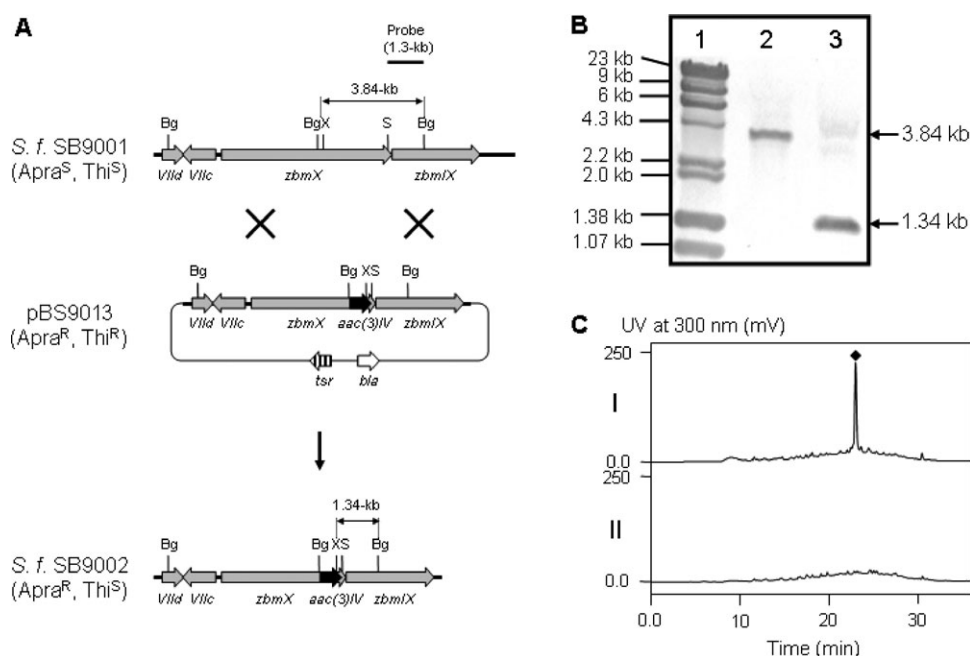 A
Probe
(1.3-kb)
3.84-kb
Bg BgX S Bg
S. f. SB9001
(Apra^S, Thi^S)
VIId VIIc zbmX zbmIX
Bg Bg XS Bg
pBS9013
(Apra^R, Thi^R)
VIId VIIc zbmX aac(3)IV zbmIX
tsr bla
1.34-kb
Bg Bg XS Bg
S. f. SB9002
(Apra^R, Thi^S)
VIId VIIc zbmX aac(3)IV zbmIX
B
1 2 3
23 kb
9 kb
6 kb
4.3 kb
3.84 kb
2.2 kb
2.0 kb
1.38 kb
1.34 kb
1.07 kb
C
UV at 300 nm (mV)
250
I
0.0
250
II
0.0
0.0 10 20 30
Time (min)